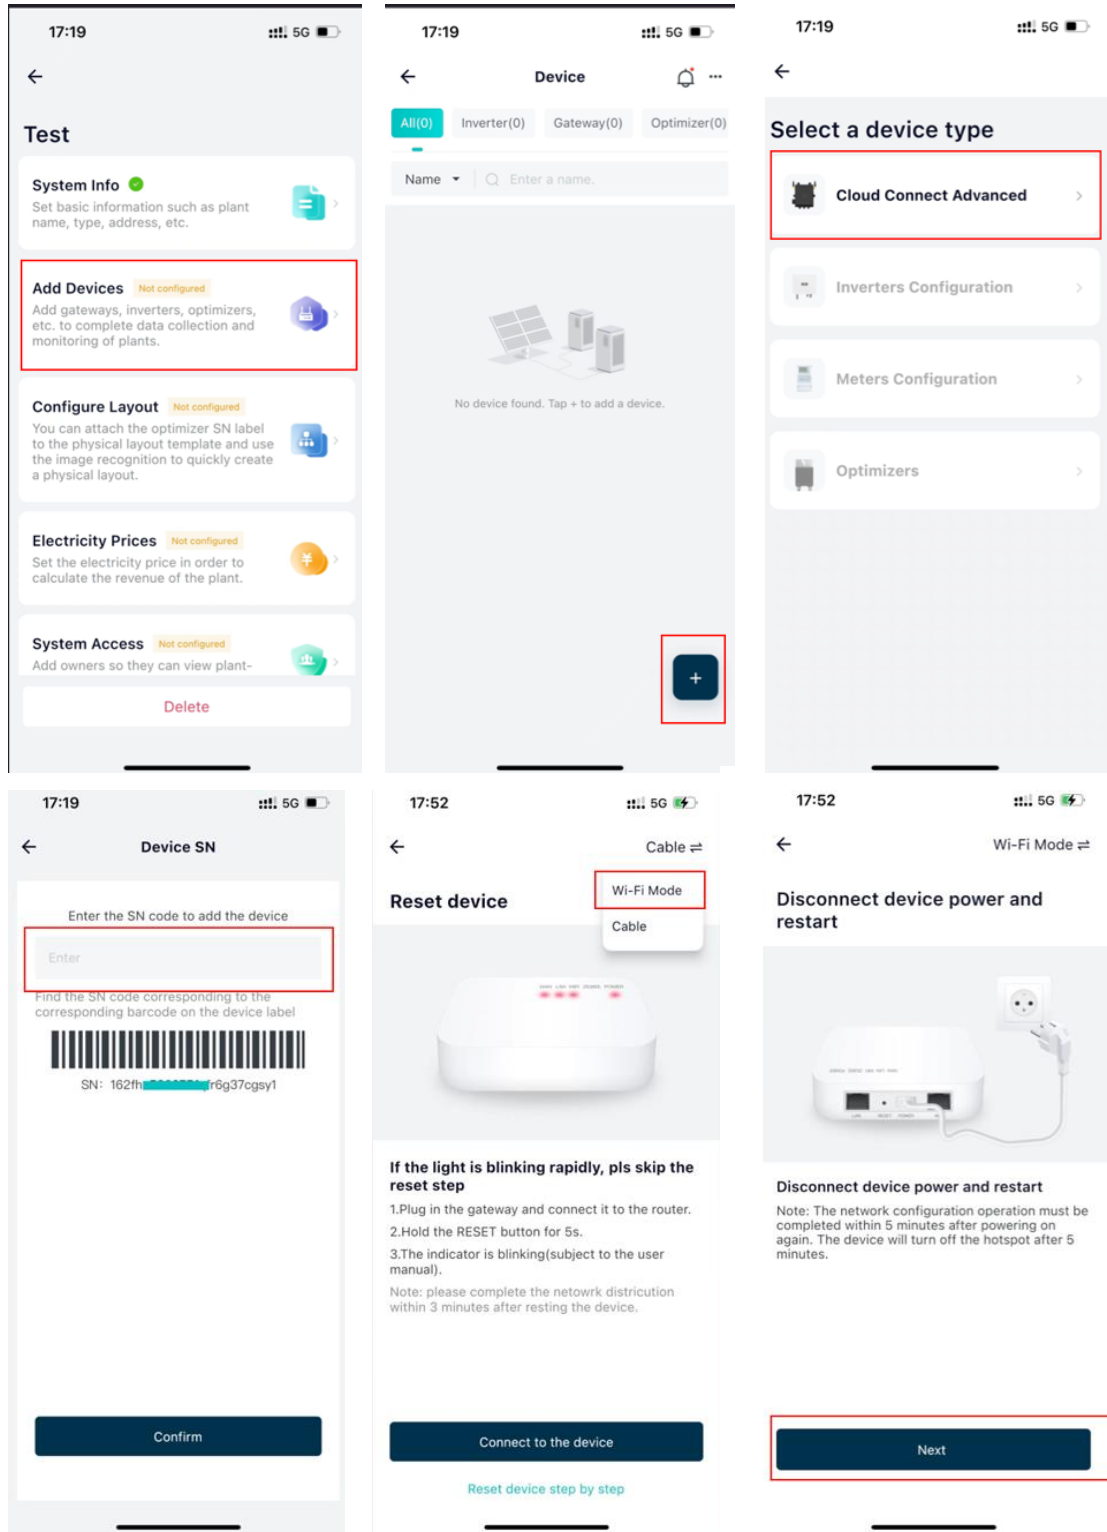 17:19
5G
Test
System Info
Set basic information such as plant
name, type, address, etc.
Add Devices Not configured
Add gateways, inverters, optimizers,
etc. to complete data collection and
monitoring of plants.
Configure Layout Not configured
You can attach the optimizer SN label
to the physical layout template and use
the image recognition to quickly create
a physical layout.
Electricity Prices Not configured
Set the electricity price in order to
calculate the revenue of the plant.
¥
System Access Not configured
Add owners so they can view plant-
Delete
17:19
5G
Device
All(0) Inverter(0) Gateway(0) Optimizer(0)
Name Enter a name.
No device found. Tap + to add a device.
+
17:19
5G
Select a device type
Cloud Connect Advanced
Inverters Configuration
Meters Configuration
Optimizers
17:19
5G
Device SN
Enter the SN code to add the device
Enter
Find the SN code corresponding to the
corresponding barcode on the device label
SN: 162fh r6g37cgsy1
Confirm
17:52
5G
Cable
Wi-Fi Mode
Cable
Reset device
If the light is blinking rapidly, pls skip the
reset step
1.Plug in the gateway and connect it to the router.
2.Hold the RESET button for 5s.
3.The indicator is blinking(subject to the user
manual).
Note: please complete the netowrk districution
within 3 minutes after resting the device.
Connect to the device
Reset device step by step
17:52
5G
Wi-Fi Mode
Disconnect device power and
restart
LAN RESET POWER
Disconnect device power and restart
Note: The network configuration operation must be
completed within 5 minutes after powering on
again. The device will turn off the hotspot after 5
minutes.
Next